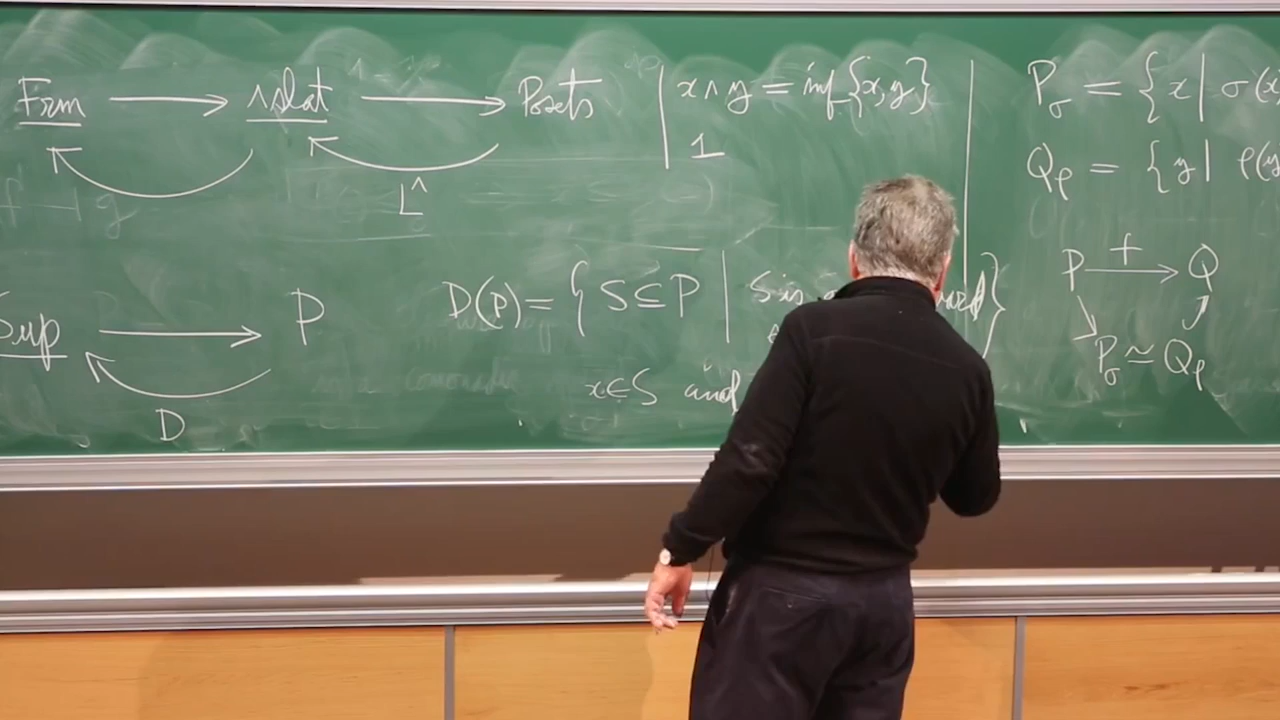 Frm ⟶ ∧slat ⟶ Posets | x∧y = inf{x,y}
1
L^
f ⊣ g
Sup ⟶ P
D
D(P) = { S⊆P | S is }
x∈S and
P_σ = {x| σ(x
Q_ρ = {y| ρ(y
P ⟶ Q
f
P_σ ≃ Q_ρ